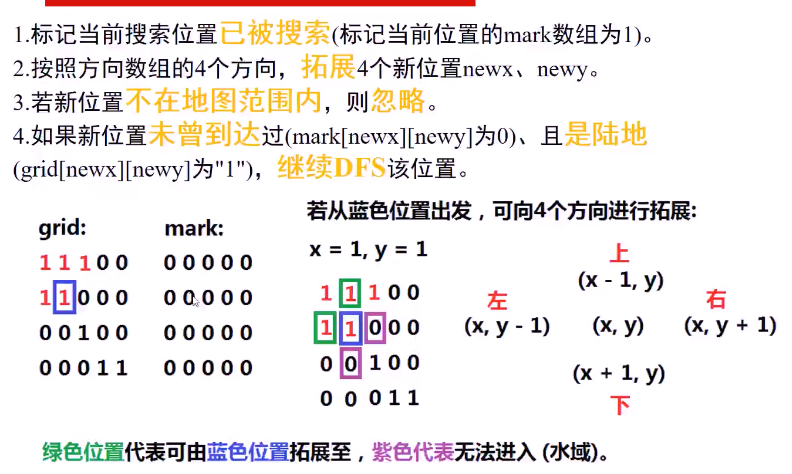 1.标记当前搜索位置已被搜索(标记当前位置的mark数组为1)。
2.按照方向数组的4个方向，拓展4个新位置newx、newy。
3.若新位置不在地图范围内，则忽略。
4.如果新位置未曾到达过(mark[newx][newy]为0)、且是陆地
(grid[newx][newy]为"1")，继续DFS该位置。
若从蓝色位置出发，可向4个方向进行拓展:
grid:
1 1 1 0 0
1 1 0 0 0
0 0 1 0 0
0 0 0 1 1
mark:
0 0 0 0 0
0 0 0 0 0
0 0 0 0 0
0 0 0 0 0
x = 1, y = 1
1 1 1 0 0
1 1 0 0 0
0 0 1 0 0
0 0 0 1 1
上
(x - 1, y)
左
右
(x, y - 1) (x, y) (x, y + 1)
(x + 1, y)
下
绿色位置代表可由蓝色位置拓展至，紫色代表无法进入 (水域)。